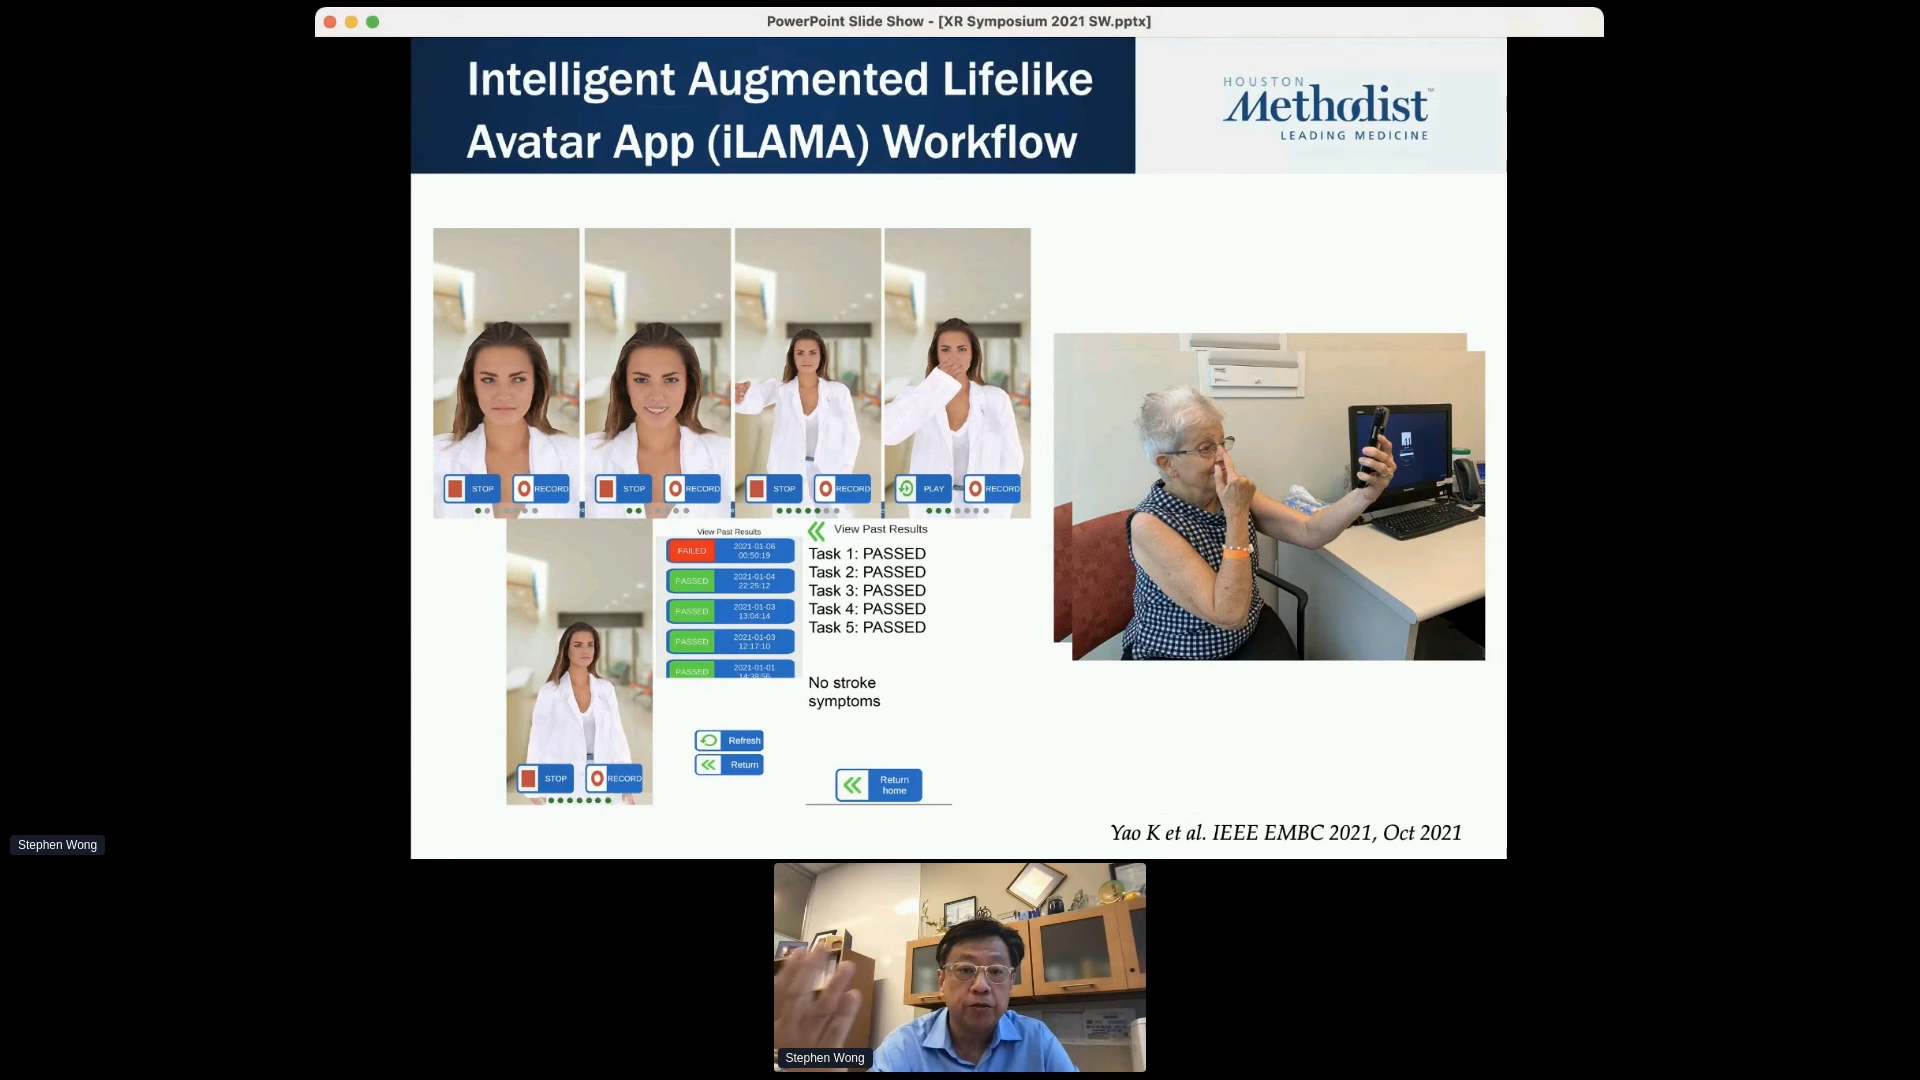 PowerPoint Slide Show - [XR Symposium 2021 SW.pptx]
Intelligent Augmented Lifelike
Avatar App (iLAMA) Workflow
HOUSTON
Methodist
LEADING MEDICINE
STOP
RECORD
STOP
RECORD
STOP
RECORD
PLAY
RECORD
View Past Results
FAILED
2021-01-06
00:50:19
PASSED
2021-01-04
22:25:12
PASSED
2021-01-03
13:04:14
PASSED
2021-01-03
12:17:10
PASSED
2021-01-01
14:38:56
Refresh
Return
View Past Results
Task 1: PASSED
Task 2: PASSED
Task 3: PASSED
Task 4: PASSED
Task 5: PASSED
No stroke
symptoms
Return
home
STOP
RECORD
Yao K et al. IEEE EMBC 2021, Oct 2021
Stephen Wong
Stephen Wong